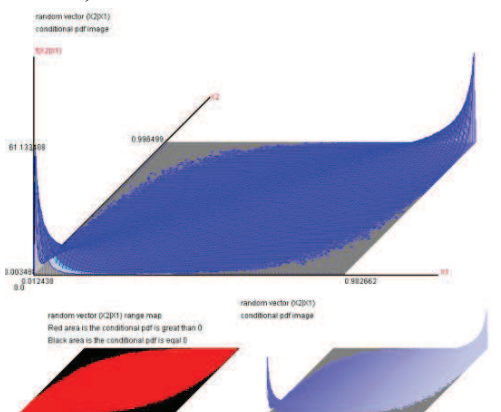 random vector (X2|X1)
conditional pdf image
f(X2|X1)
X2
0.996499
61.133408
0.003460
0.012438
0.0
0.982662
X1
random vector (X2|X1)
conditional pdf image
random vector (X2|X1) range map
Red area is the conditional pdf is great than 0
Black area is the conditional pdf is eqal 0